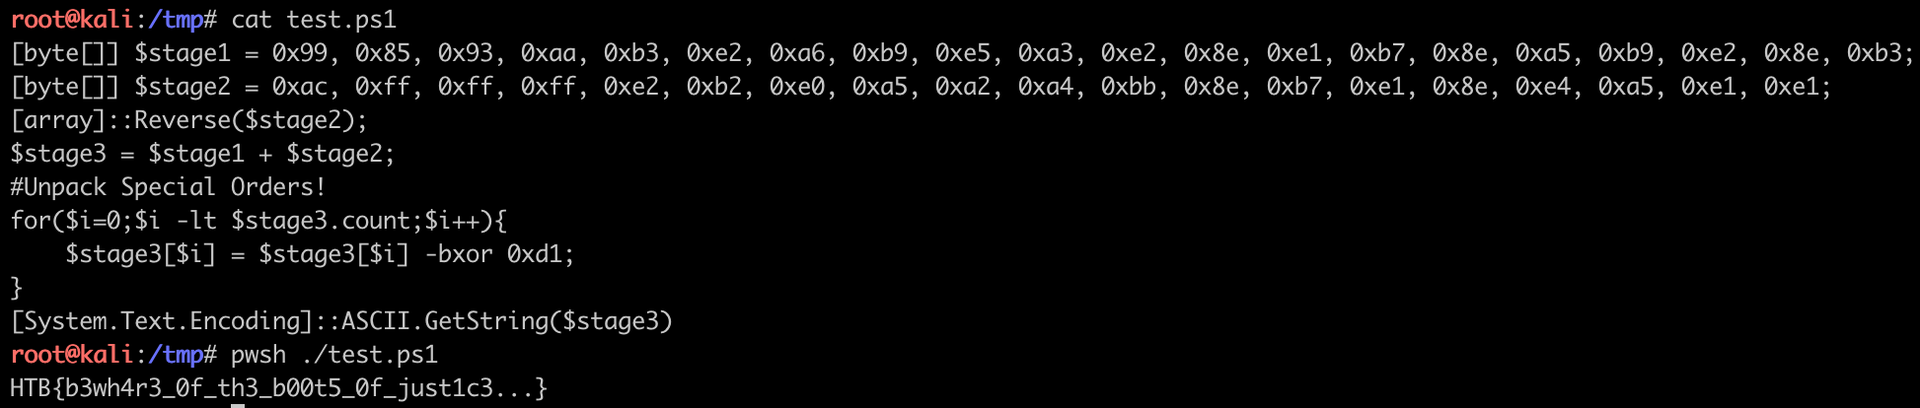 root@kali:/tmp# cat test.ps1
[byte[]] $stage1 = 0x99, 0x85, 0x93, 0xaa, 0xb3, 0xe2, 0xa6, 0xb9, 0xe5, 0xa3, 0xe2, 0x8e, 0xe1, 0xb7, 0x8e, 0xa5, 0xb9, 0xe2, 0x8e, 0xb3;
[byte[]] $stage2 = 0xac, 0xff, 0xff, 0xff, 0xe2, 0xb2, 0xe0, 0xa5, 0xa2, 0xa4, 0xbb, 0x8e, 0xb7, 0xe1, 0x8e, 0xe4, 0xa5, 0xe1, 0xe1;
[array]::Reverse($stage2);
$stage3 = $stage1 + $stage2;
#Unpack Special Orders!
for($i=0;$i -lt $stage3.count;$i++){
    $stage3[$i] = $stage3[$i] -bxor 0xd1;
}
[System.Text.Encoding]::ASCII.GetString($stage3)
root@kali:/tmp# pwsh ./test.ps1
HTB{b3wh4r3_0f_th3_b00t5_0f_just1c3...}